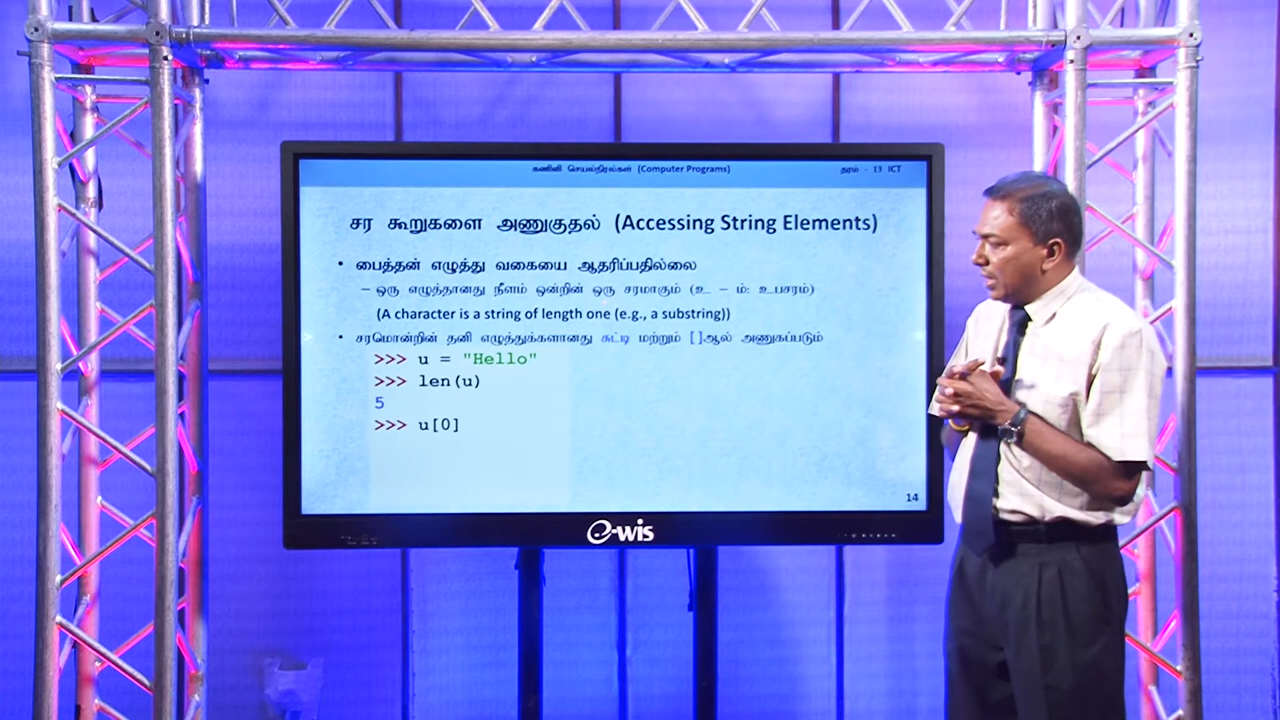 கணினி செயல்நிரல்கள் (Computer Programs) தரம் - 13 ICT
சர கூறுகளை அணுகுதல் (Accessing String Elements)
• பைத்தன் எழுத்து வகையை ஆதரிப்பதில்லை
– ஒரு எழுத்தானது நீளம் ஒன்றின் ஒரு சரமாகும் (உ – ம்: உபசரம்)
(A character is a string of length one (e.g., a substring))
• சரமொன்றின் தனி எழுத்துக்களானது சுட்டி மற்றும் []ஆல் அணுகப்படும்
>>> u = "Hello"
>>> len(u)
5
>>> u[0]
14
e-wis